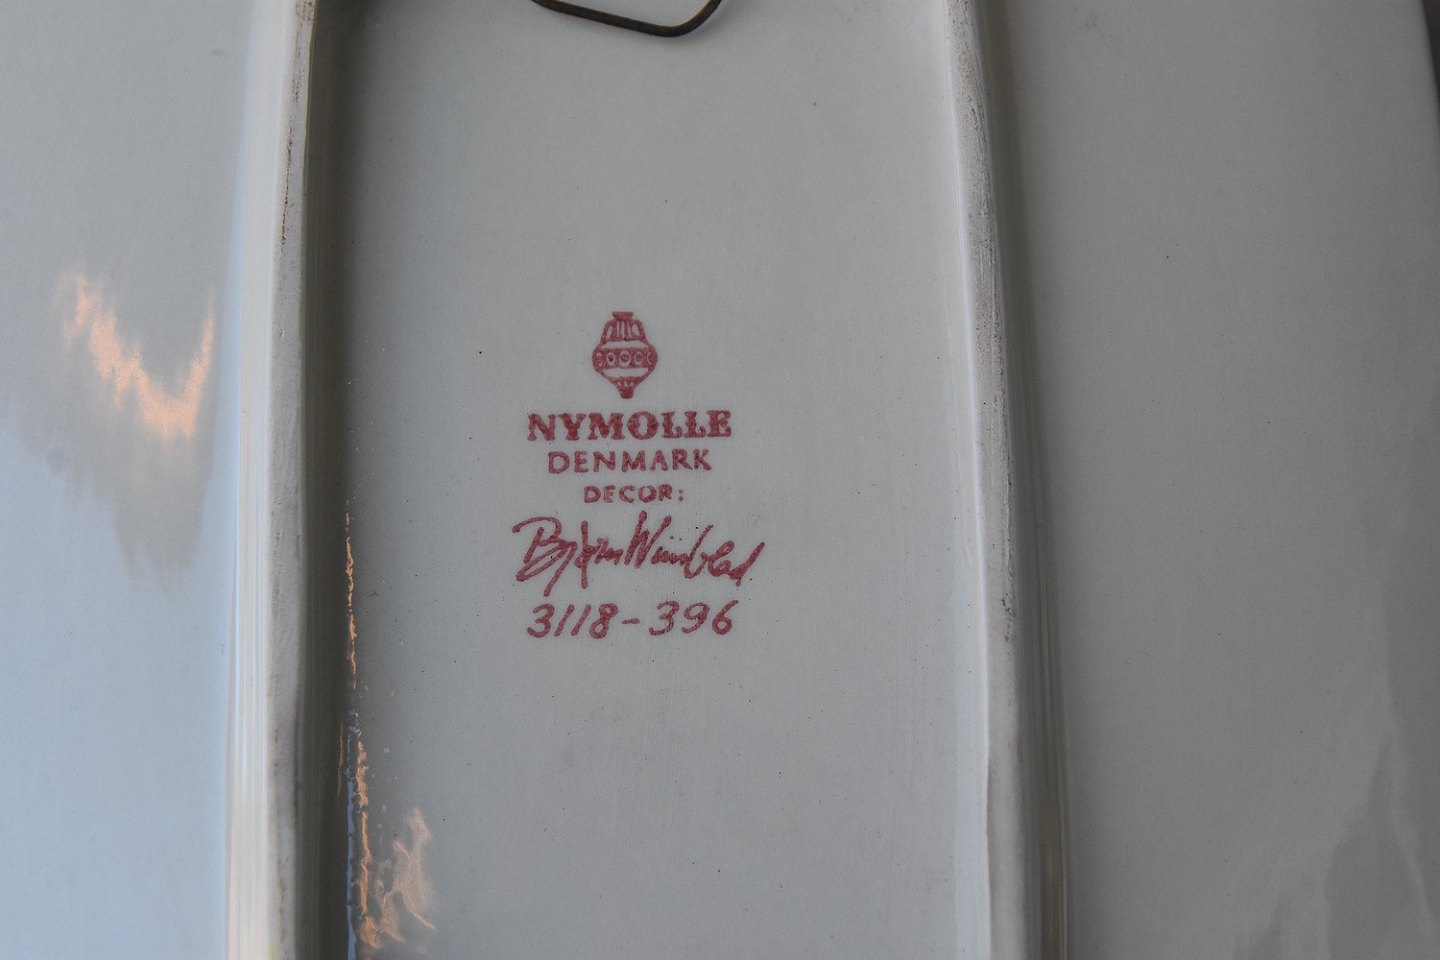 NYMOLLE
DENMARK
DECOR:
Bjørn Wiinblad
3118-396